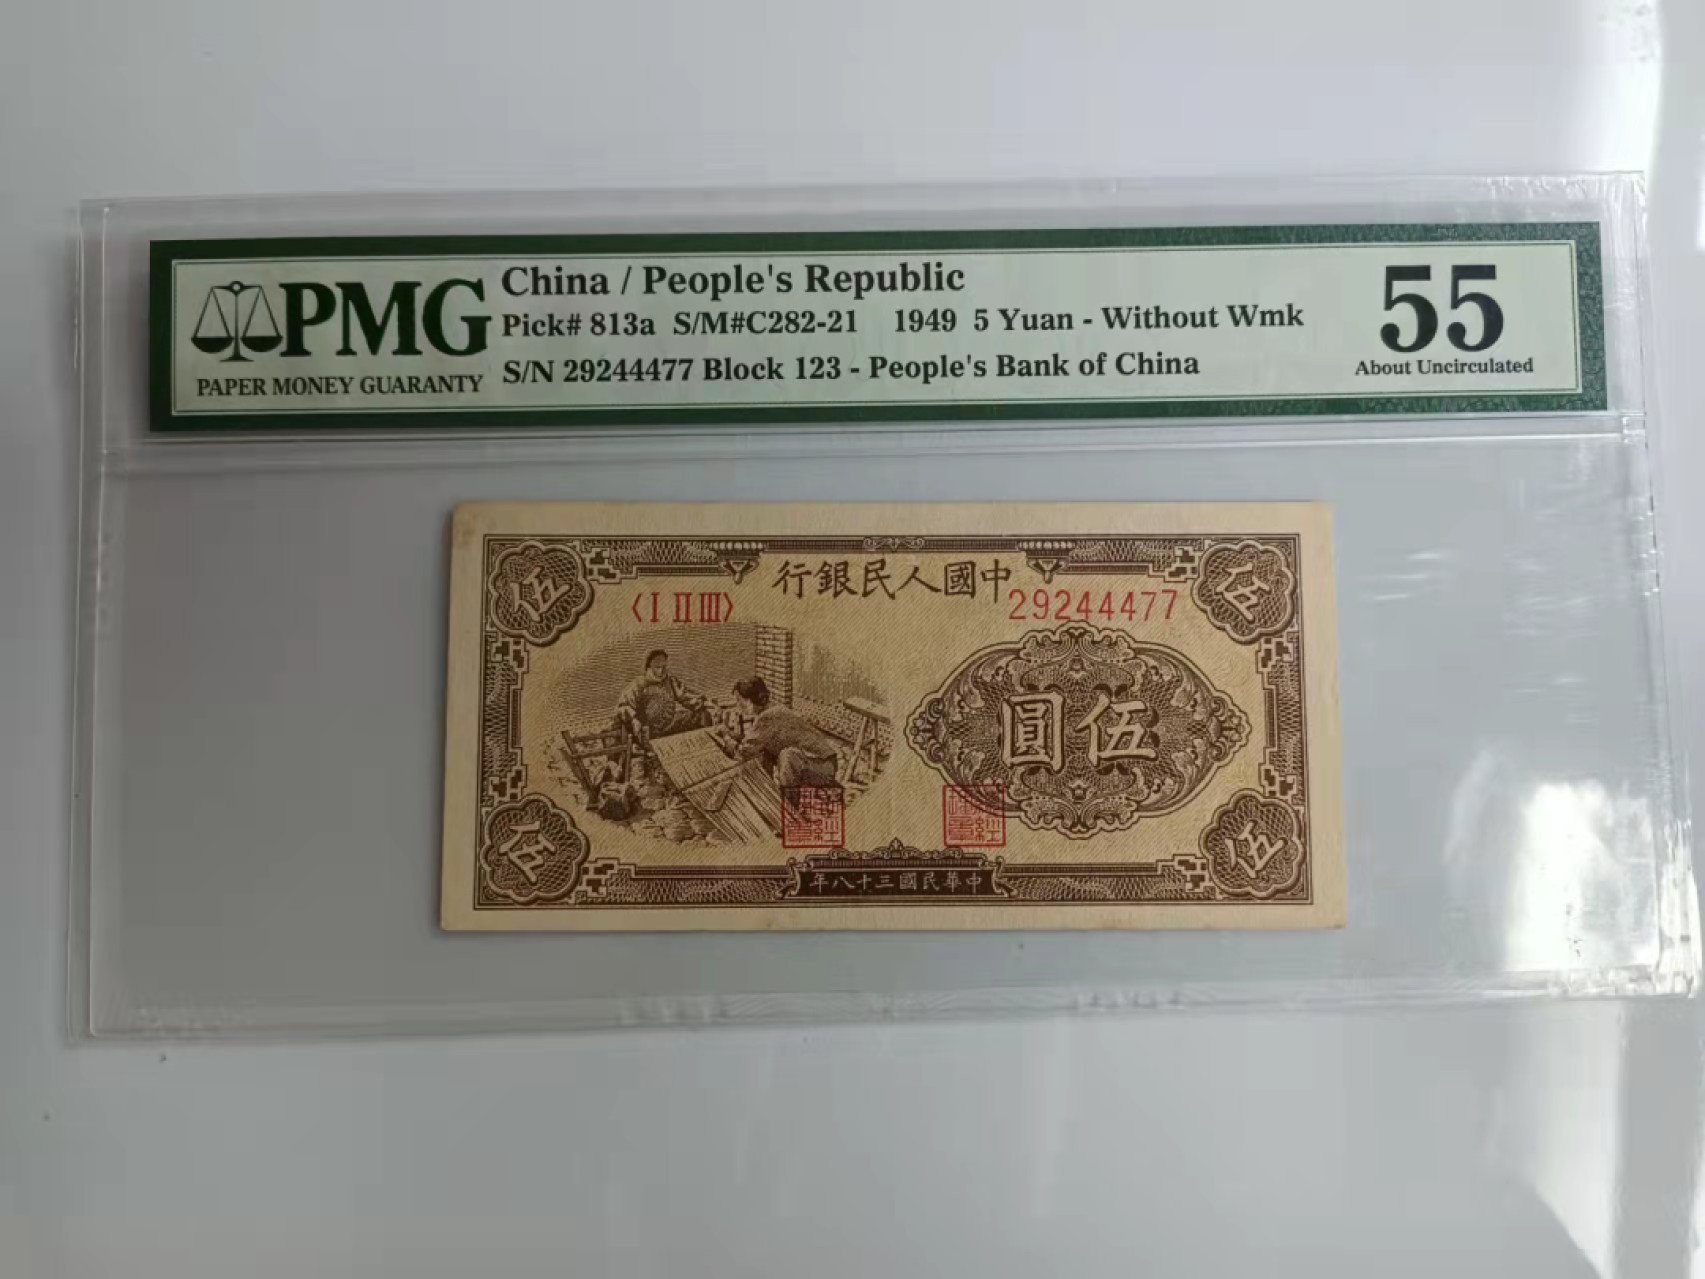 PMG
PAPER MONEY GUARANTY
China / People's Republic
Pick# 813a S/M#C282-21 1949 5 Yuan - Without Wmk
S/N 29244477 Block 123 - People's Bank of China
55
About Uncirculated
行銀民人國中
〈Ⅰ Ⅱ Ⅲ〉
29244477
伍
伍
圓伍
伍
伍
年八十三國民華中